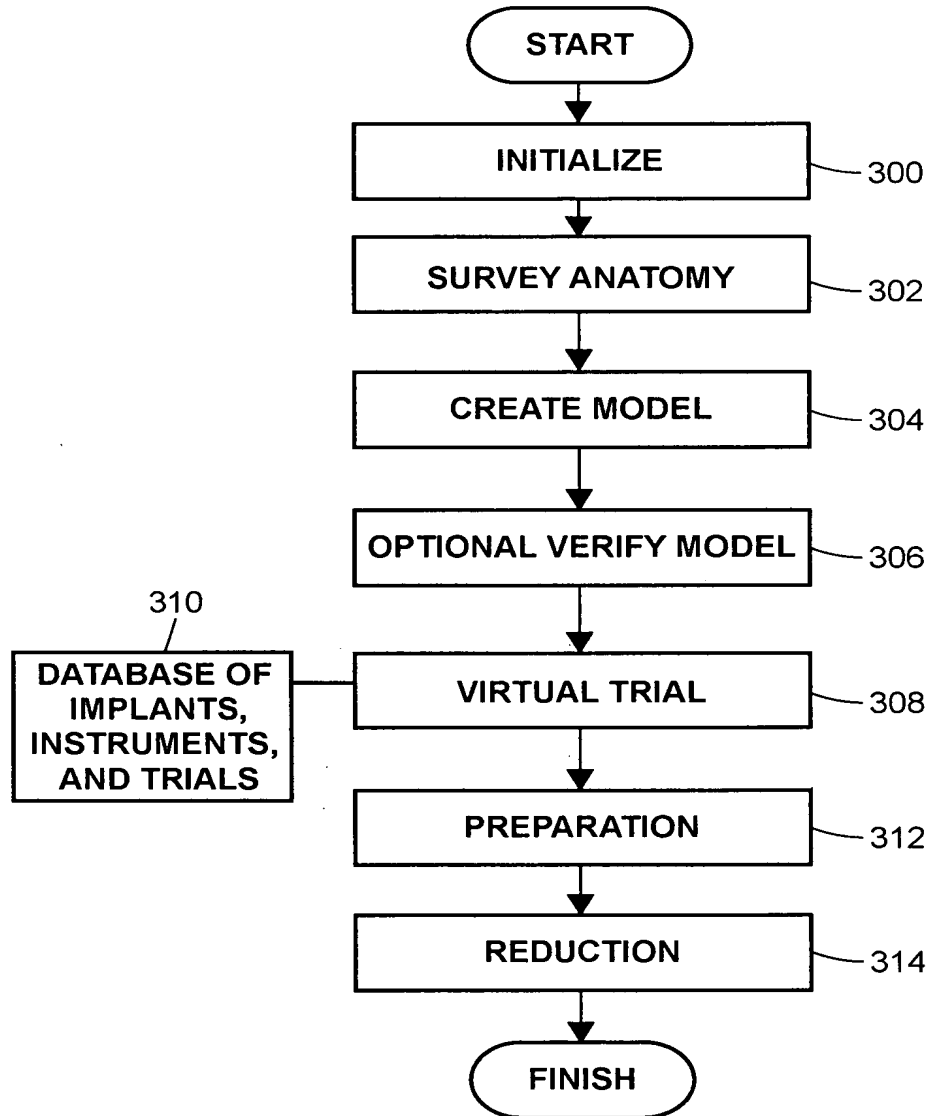 START
INITIALIZE
300
SURVEY ANATOMY
302
CREATE MODEL
304
OPTIONAL VERIFY MODEL
306
310
DATABASE OF
IMPLANTS,
INSTRUMENTS,
AND TRIALS
VIRTUAL TRIAL
308
PREPARATION
312
REDUCTION
314
FINISH